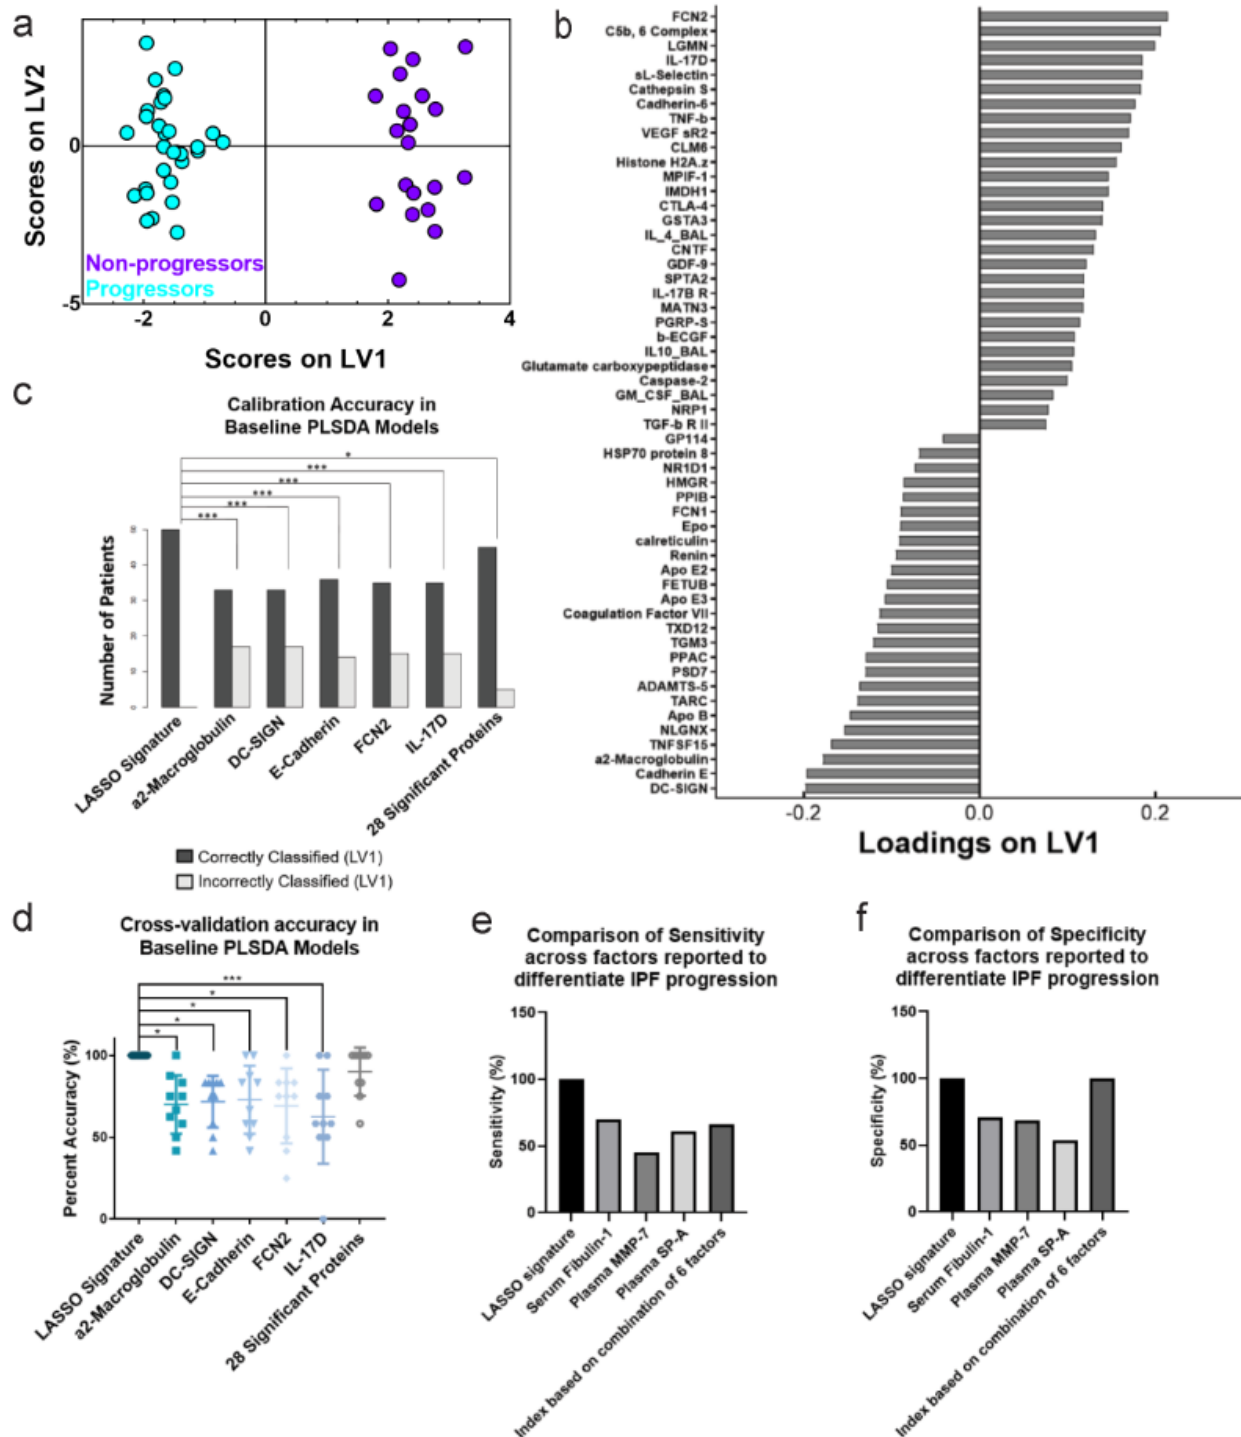 a
Scores on LV2
0
-5
Non-progressors
Progressors
-2
0
2
4
Scores on LV1
b
FCN2
C5b, 6 Complex
LGMN
IL-17D
sL-Selectin
Cathepsin S
Cadherin-6
TNF-b
VEGF sR2
CLM6
Histone H2A.z
MPIF-1
IMDH1
CTLA-4
GSTA3
IL_4_BAL
CNTF
GDF-9
SPTA2
IL-17B R
MATN3
PGRP-S
b-ECGF
IL10_BAL
Glutamate carboxypeptidase
Caspase-2
GM_CSF_BAL
NRP1
TGF-b R II
GP114
HSP70 protein 8
NR1D1
HMGR
PPIB
FCN1
Epo
calreticulin
Renin
Apo E2
FETUB
Apo E3
Coagulation Factor VII
TXD12
TGM3
PPAC
PSD7
ADAMTS-5
TARC
Apo B
NLGNX
TNFSF15
a2-Macroglobulin
Cadherin E
DC-SIGN
-0.2
0.0
0.2
Loadings on LV1
c
Calibration Accuracy in
Baseline PLSDA Models
*
***
***
***
***
***
Number of Patients
50
40
30
20
10
0
LASSO Signature
a2-Macroglobulin
DC-SIGN
E-Cadherin
FCN2
IL-17D
28 Significant Proteins
Correctly Classified (LV1)
Incorrectly Classified (LV1)
d
Cross-validation accuracy in
Baseline PLSDA Models
***
*
*
*
*
Percent Accuracy (%)
100
50
0
LASSO Signature
a2-Macroglobulin
DC-SIGN
E-Cadherin
FCN2
IL-17D
28 Significant Proteins
e
Comparison of Sensitivity
across factors reported to
differentiate IPF progression
Sensitivity (%)
150
100
50
0
LASSO signature
Serum Fibulin-1
Plasma MMP-7
Plasma SP-A
Index based on combination of 6 factors
f
Comparison of Specificity
across factors reported to
differentiate IPF progression
Specificity (%)
150
100
50
0
LASSO signature
Serum Fibulin-1
Plasma MMP-7
Plasma SP-A
Index based on combination of 6 factors